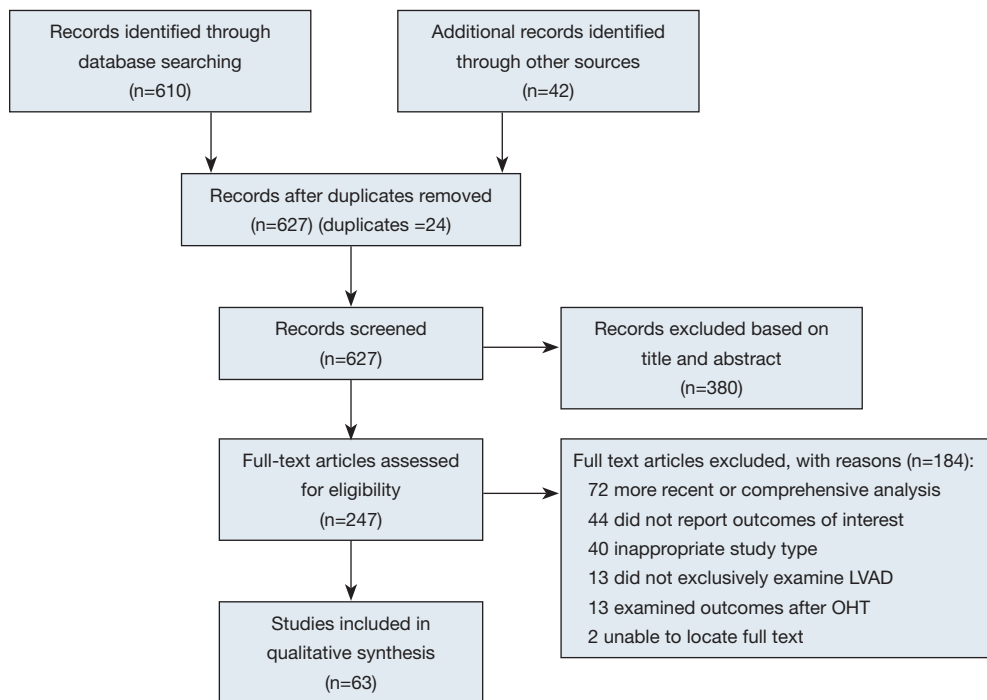 Records identified through
database searching
(n=610)
Additional records identified
through other sources
(n=42)
Records after duplicates removed
(n=627) (duplicates =24)
Records screened
(n=627)
Records excluded based on
title and abstract
(n=380)
Full-text articles assessed
for eligibility
(n=247)
Full text articles excluded, with reasons (n=184):
72 more recent or comprehensive analysis
44 did not report outcomes of interest
40 inappropriate study type
13 did not exclusively examine LVAD
13 examined outcomes after OHT
2 unable to locate full text
Studies included in
qualitative synthesis
(n=63)